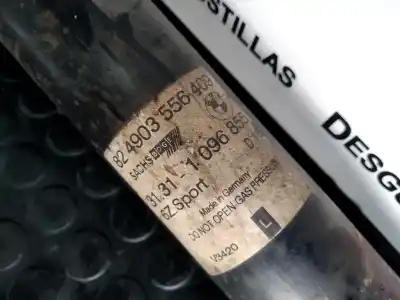 82 4903 556 403
SACHS
31.31 - 1 096 855
6Z Sport
D
Made in Germany
DO NOT OPEN-GAS PRESSURE
V3420
L
STILLAS
DESG